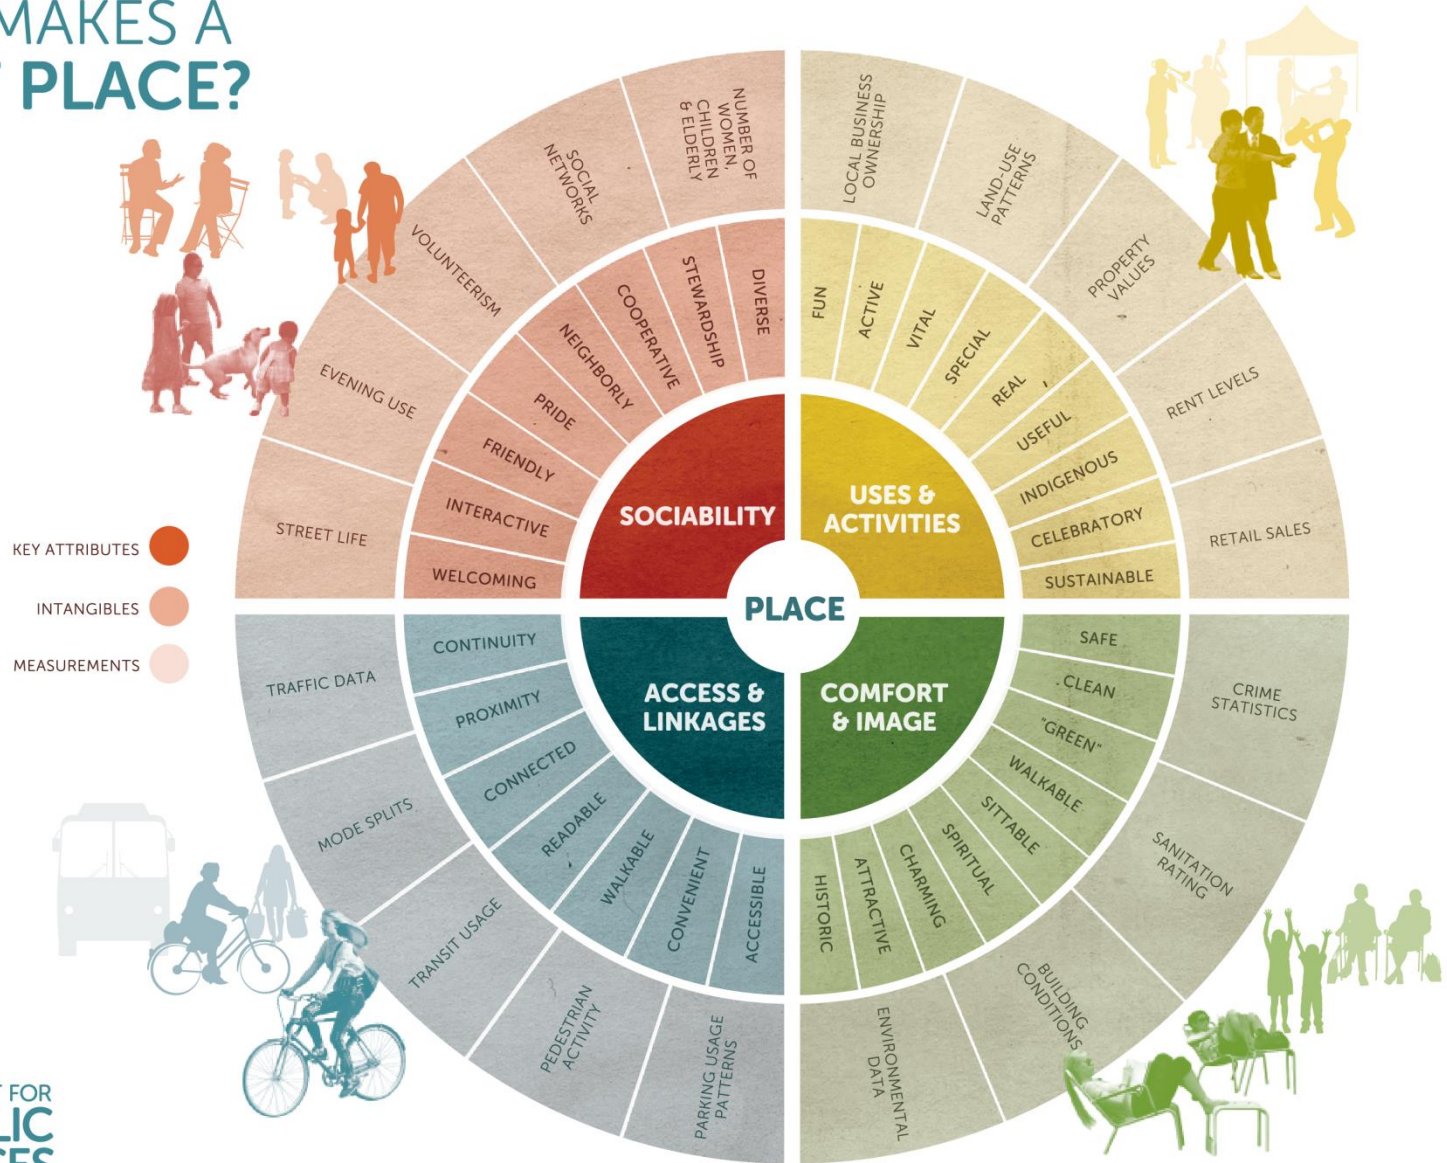 MAKES A
PLACE?
KEY ATTRIBUTES
INTANGIBLES
MEASUREMENTS
PLACE
SOCIABILITY
USES &
ACTIVITIES
ACCESS &
LINKAGES
COMFORT
& IMAGE
WELCOMING
INTERACTIVE
FRIENDLY
PRIDE
NEIGHBORLY
COOPERATIVE
STEWARDSHIP
DIVERSE
FUN
ACTIVE
VITAL
SPECIAL
REAL
USEFUL
INDIGENOUS
CELEBRATORY
SUSTAINABLE
SAFE
CLEAN
"GREEN"
WALKABLE
SITTABLE
SPIRITUAL
CHARMING
ATTRACTIVE
HISTORIC
ACCESSIBLE
CONVENIENT
WALKABLE
READABLE
CONNECTED
PROXIMITY
CONTINUITY
STREET LIFE
EVENING USE
VOLUNTEERISM
SOCIAL
NETWORKS
NUMBER OF
WOMEN,
CHILDREN
& ELDERLY
LOCAL BUSINESS
OWNERSHIP
LAND-USE
PATTERNS
PROPERTY
VALUES
RENT LEVELS
RETAIL SALES
CRIME
STATISTICS
SANITATION
RATING
BUILDING
CONDITIONS
ENVIRONMENTAL
DATA
PARKING USAGE
PATTERNS
PEDESTRIAN
ACTIVITY
TRANSIT USAGE
MODE SPLITS
TRAFFIC DATA
FOR